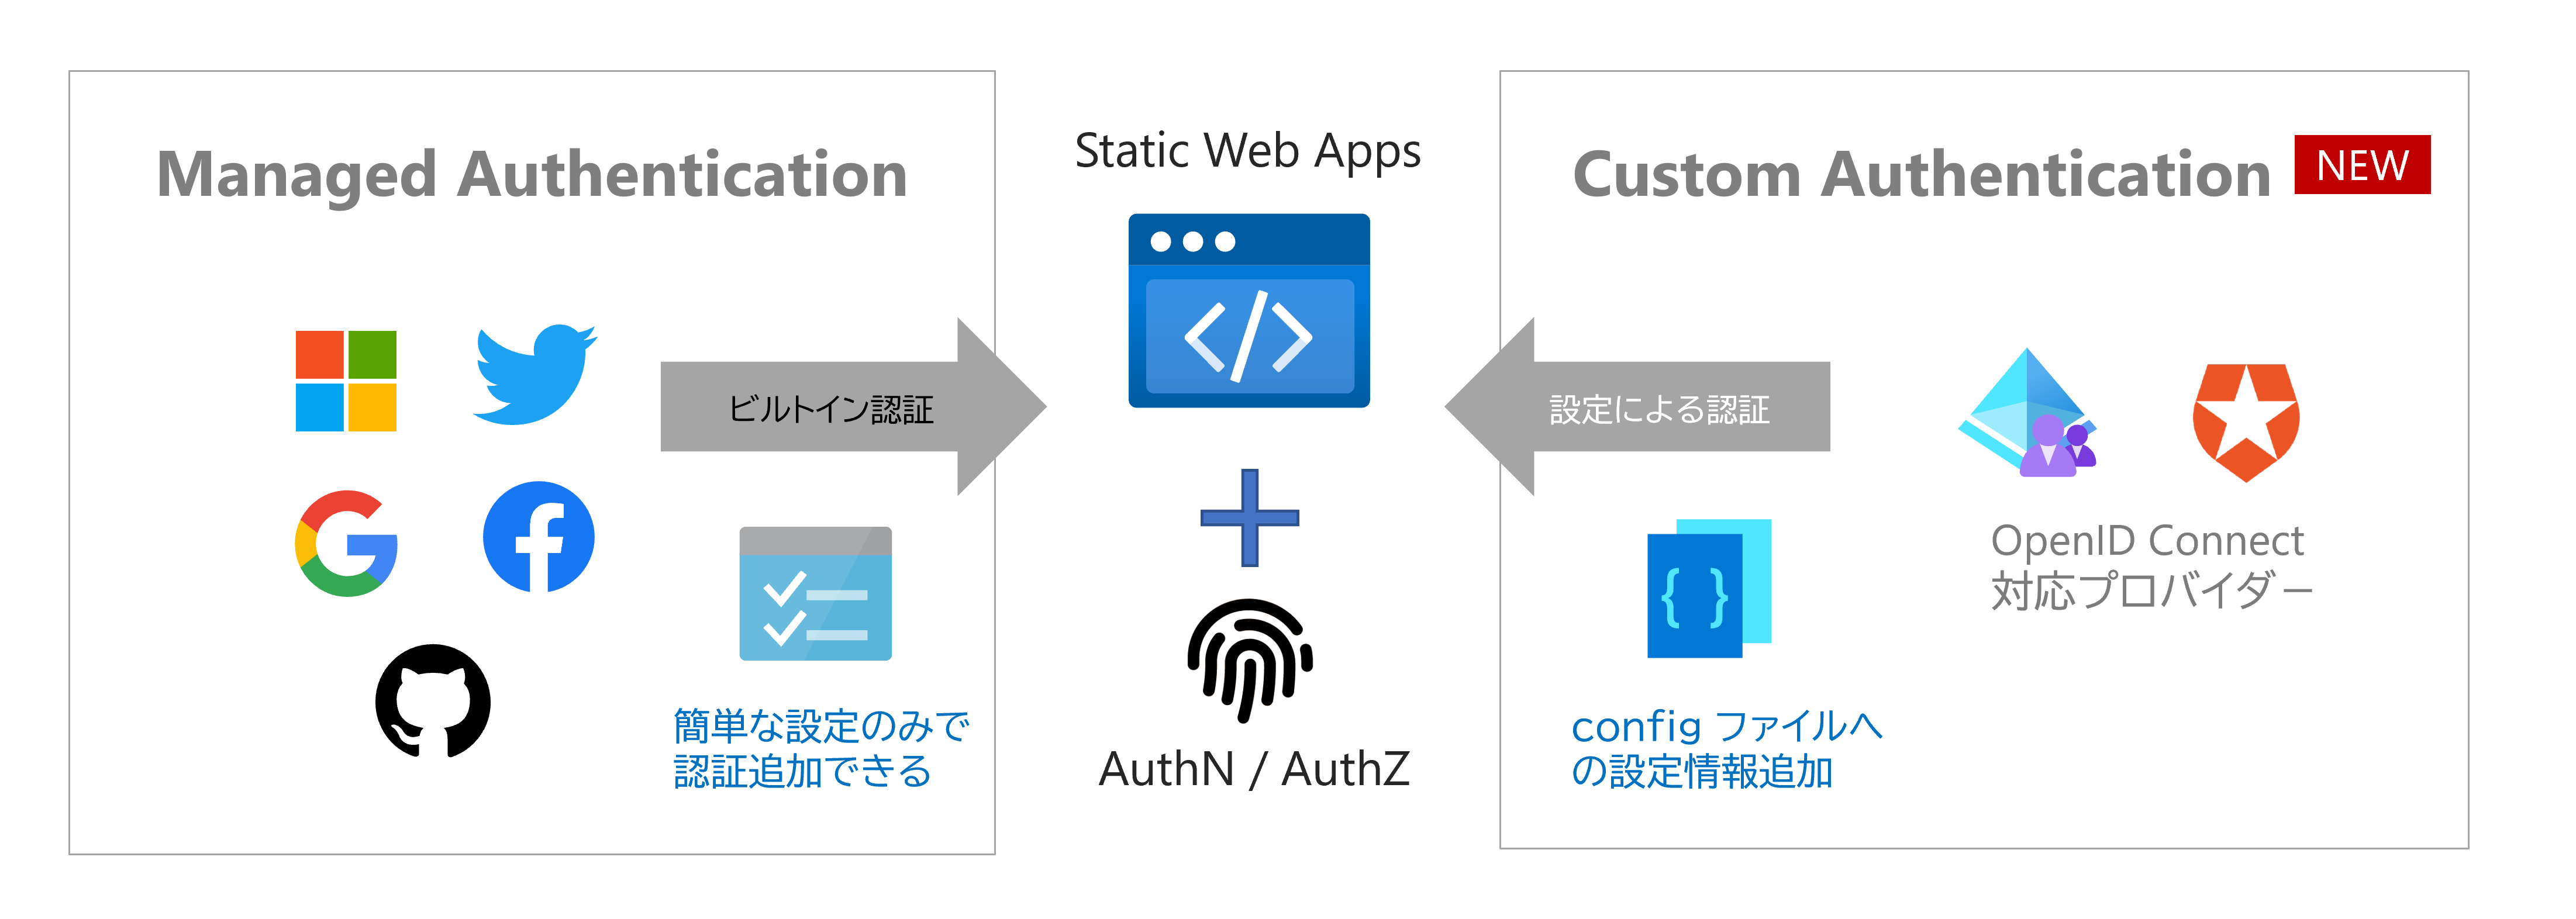 Managed Authentication
ビルトイン認証
簡単な設定のみで
認証追加できる
Static Web Apps
AuthN / AuthZ
Custom Authentication
NEW
設定による認証
{ }
config ファイルへ
の設定情報追加
OpenID Connect
対応プロバイダー